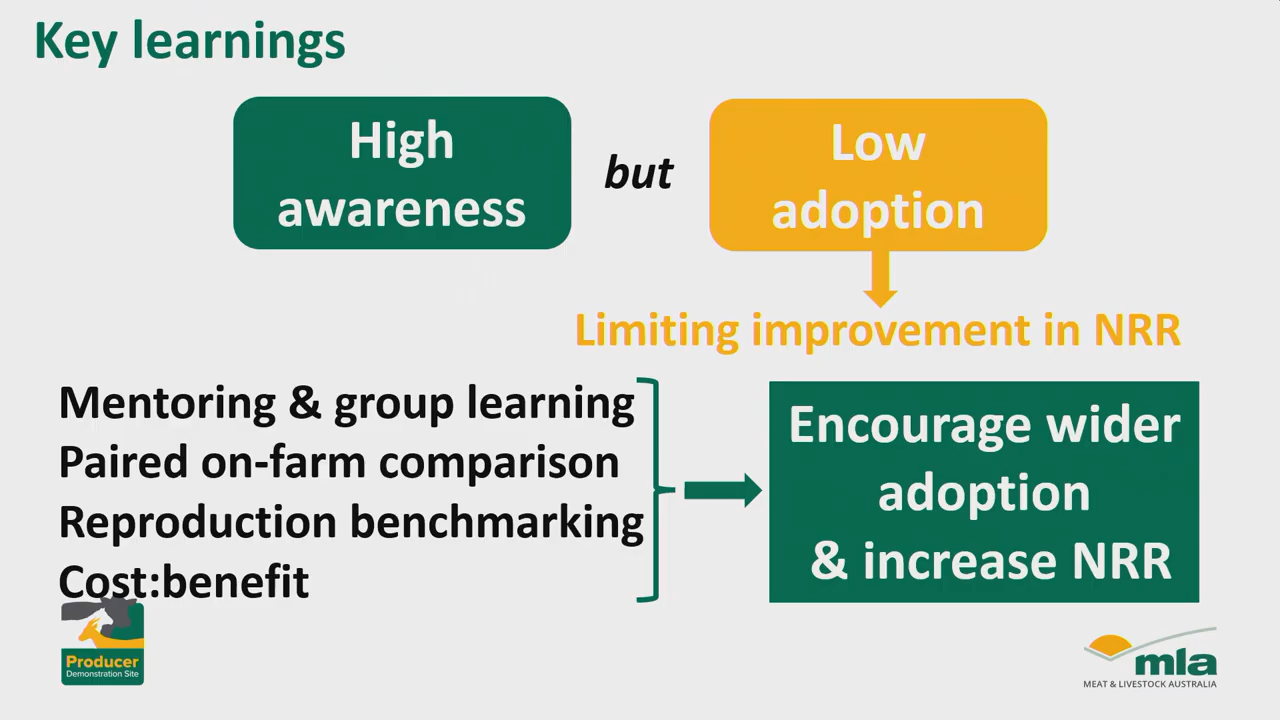 Key learnings
High
awareness
but
Low
adoption
Limiting improvement in NRR
Mentoring & group learning
Paired on-farm comparison
Reproduction benchmarking
Cost:benefit
Encourage wider
adoption
& increase NRR
Producer
Demonstration Site
mla
MEAT & LIVESTOCK AUSTRALIA